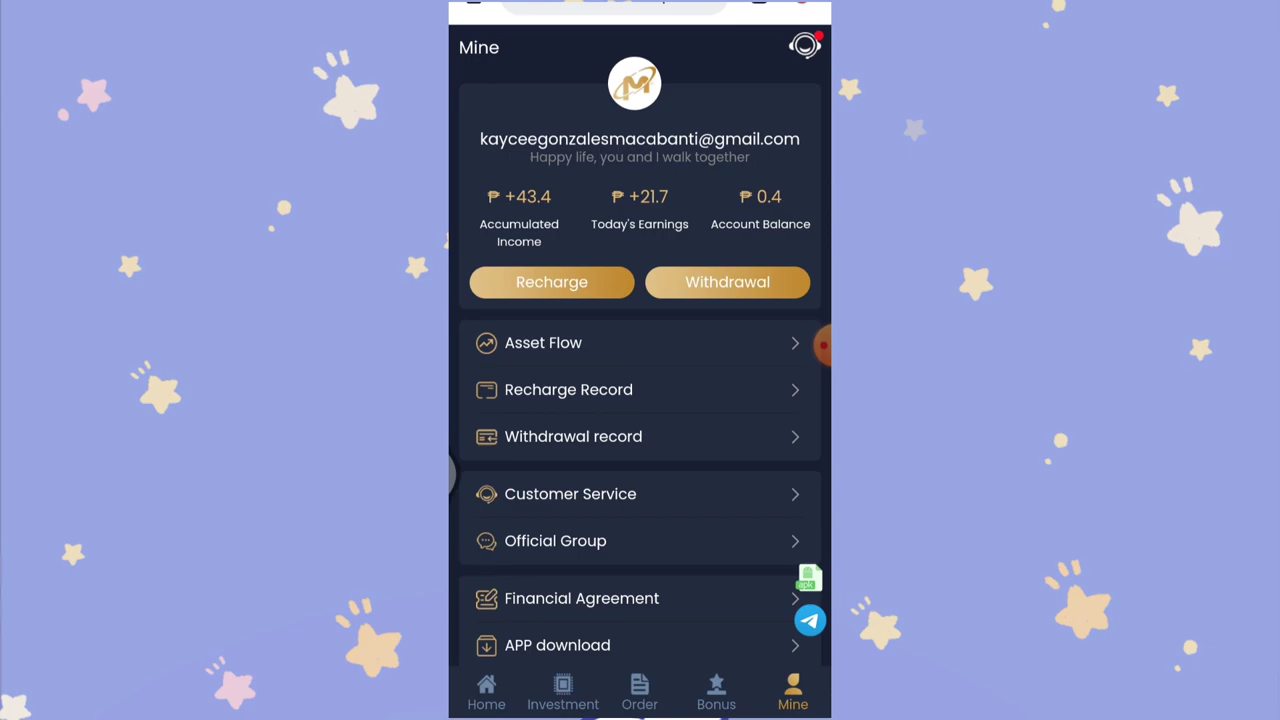 Mine
M
kayceegonzalesmacabanti@gmail.com
Happy life, you and I walk together
₱ +43.4
₱ +21.7
₱ 0.4
Accumulated Income
Today's Earnings
Account Balance
Recharge
Withdrawal
Asset Flow
Recharge Record
Withdrawal record
Customer Service
Official Group
apk
Financial Agreement
APP download
Home
Investment
Order
Bonus
Mine